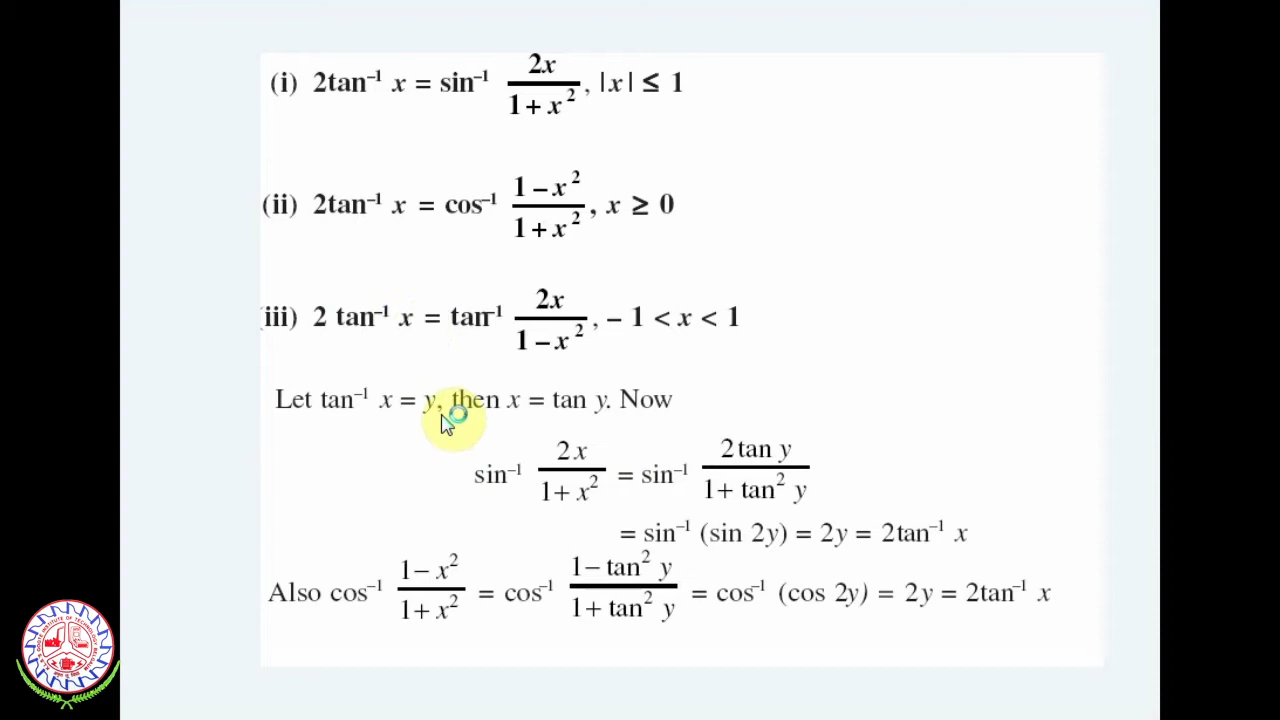 (i) 2tan⁻¹ x = sin⁻¹ 2x/(1 + x²), |x| ≤ 1
(ii) 2tan⁻¹ x = cos⁻¹ (1 – x²)/(1 + x²), x ≥ 0
(iii) 2 tan⁻¹ x = tan⁻¹ 2x/(1 – x²), – 1 < x < 1
Let tan⁻¹ x = y, then x = tan y. Now
sin⁻¹ 2x/(1 + x²) = sin⁻¹ (2tan y)/(1 + tan² y)
= sin⁻¹ (sin 2y) = 2y = 2tan⁻¹ x
Also cos⁻¹ (1 – x²)/(1 + x²) = cos⁻¹ (1 – tan² y)/(1 + tan² y) = cos⁻¹ (cos 2y) = 2y = 2tan⁻¹ x